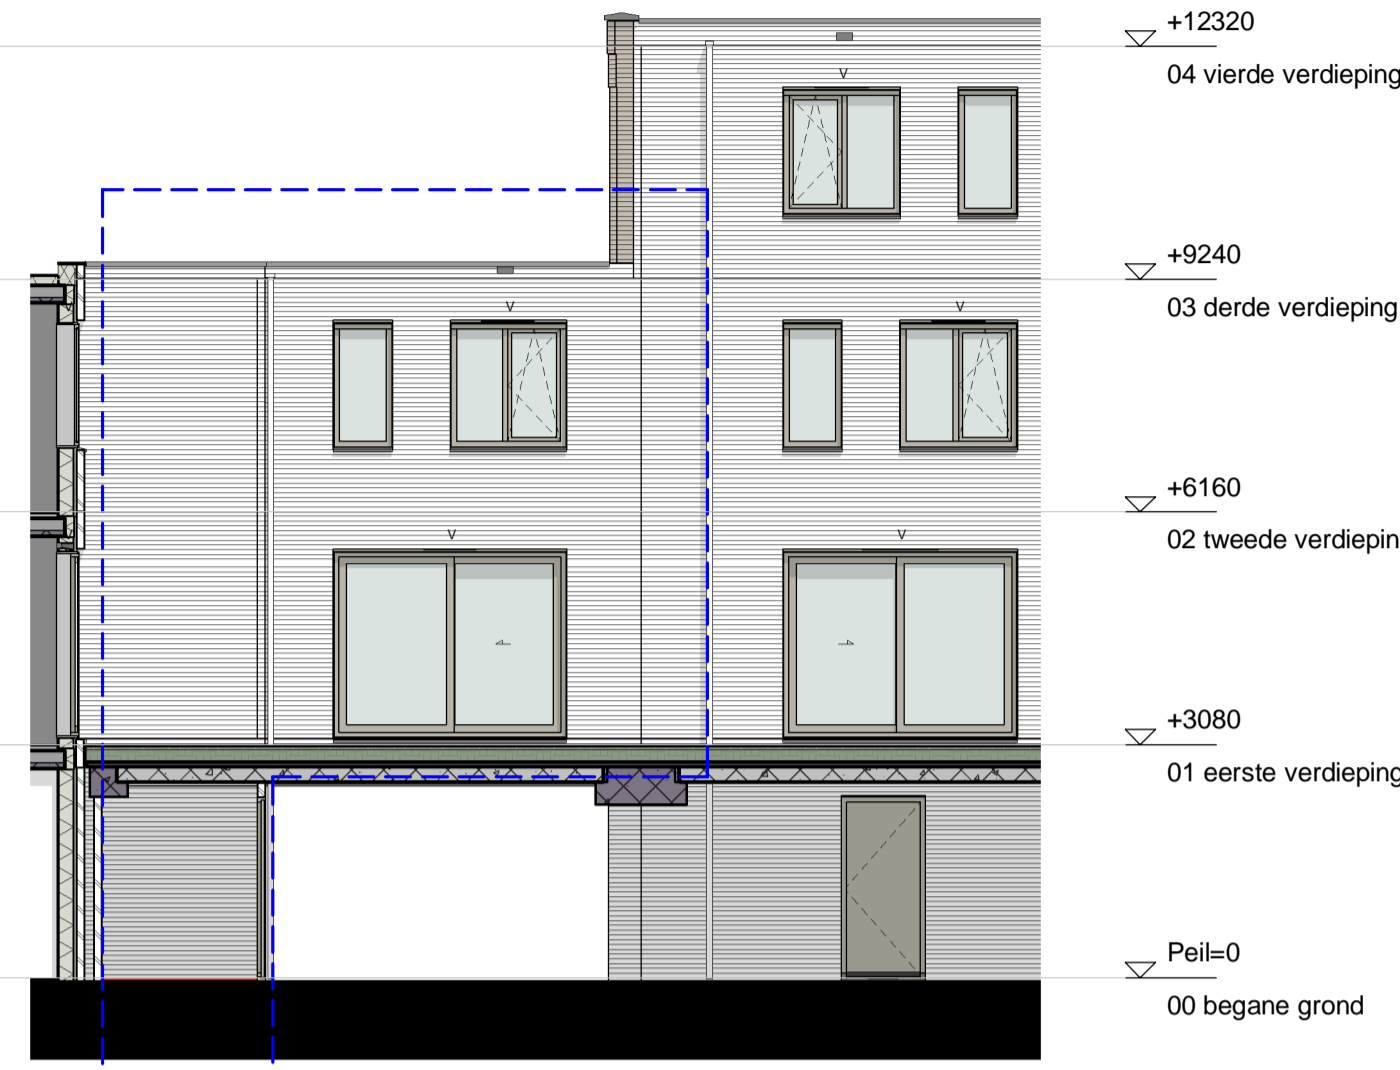 +12320
04 vierde verdieping
V
+9240
03 derde verdieping
V
V
+6160
02 tweede verdiepin
V
V
+3080
01 eerste verdieping
Peil=0
00 begane grond